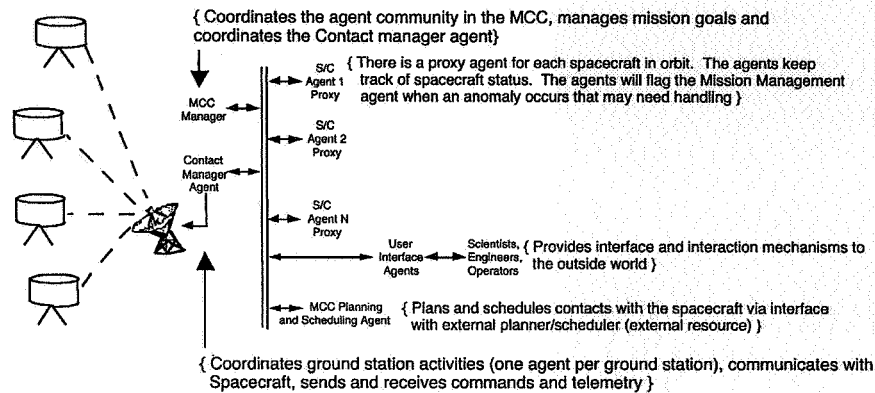 { Coordinates the agent community in the MCC, manages mission goals and
coordinates the Contact manager agent}
S/C
Agent 1
Proxy
{ There is a proxy agent for each spacecraft in orbit. The agents keep
track of spacecraft status. The agents will flag the Mission Management
agent when an anomaly occurs that may need handling }
MCC
Manager
S/C
Agent 2
Proxy
Contact
Manager
Agent
S/C
Agent N
Proxy
User
Interface
Agents
Scientists,
Engineers,
Operators
{ Provides interface and interaction mechanisms to
the outside world }
MCC Planning
and Scheduling Agent
{ Plans and schedules contacts with the spacecraft via interface
with external planner/scheduler (external resource) }
{ Coordinates ground station activities (one agent per ground station), communicates with
Spacecraft, sends and receives commands and telemetry }